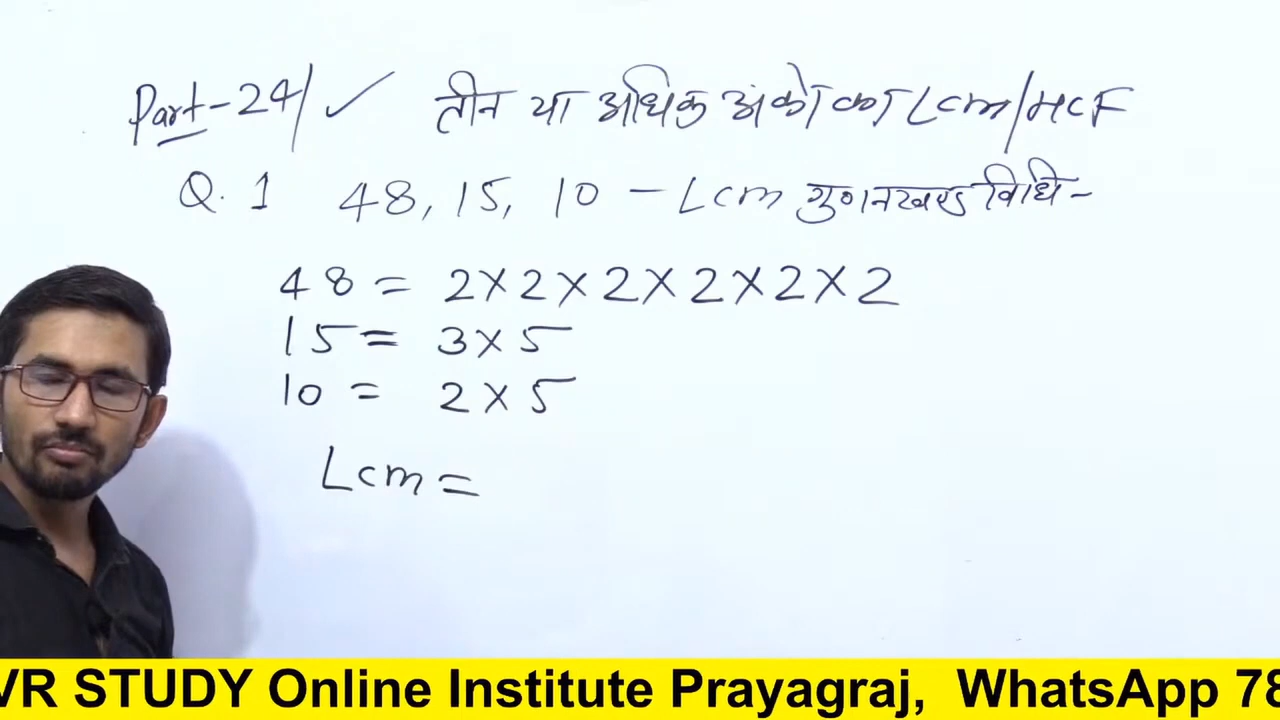 Part-24/ ✓ तीन या अधिक अंको का Lcm/HCF
Q. 1 48, 15, 10 - Lcm गुणनखण्ड विधि -
48 = 2×2×2×2×2×2
15 = 3×5
10 = 2×5
Lcm =
VR STUDY Online Institute Prayagraj, WhatsApp 78